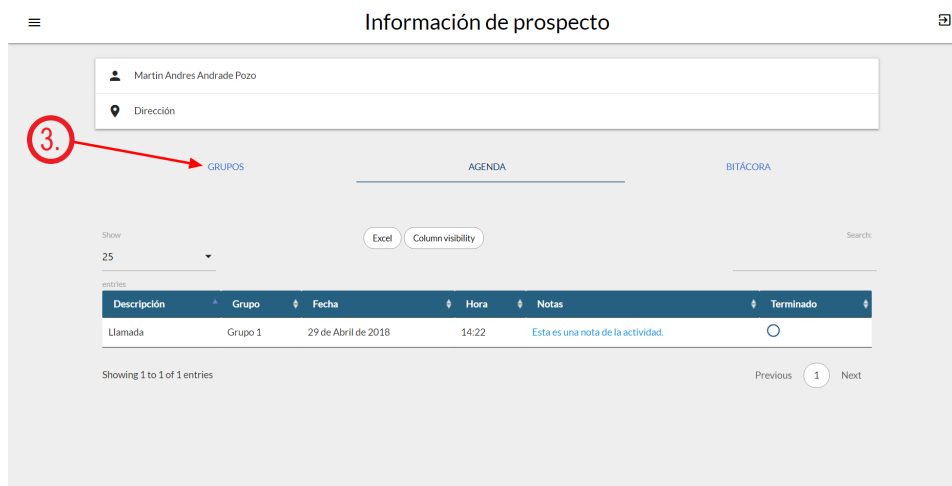 Información de prospecto
Martin Andres Andrade Pozo
Dirección
3.
GRUPOS AGENDA BITÁCORA
Show Excel Column visibility Search:
25
entries
Descripción Grupo Fecha Hora Notas Terminado
Llamada Grupo 1 29 de Abril de 2018 14:22 Esta es una nota de la actividad.
Showing 1 to 1 of 1 entries Previous 1 Next